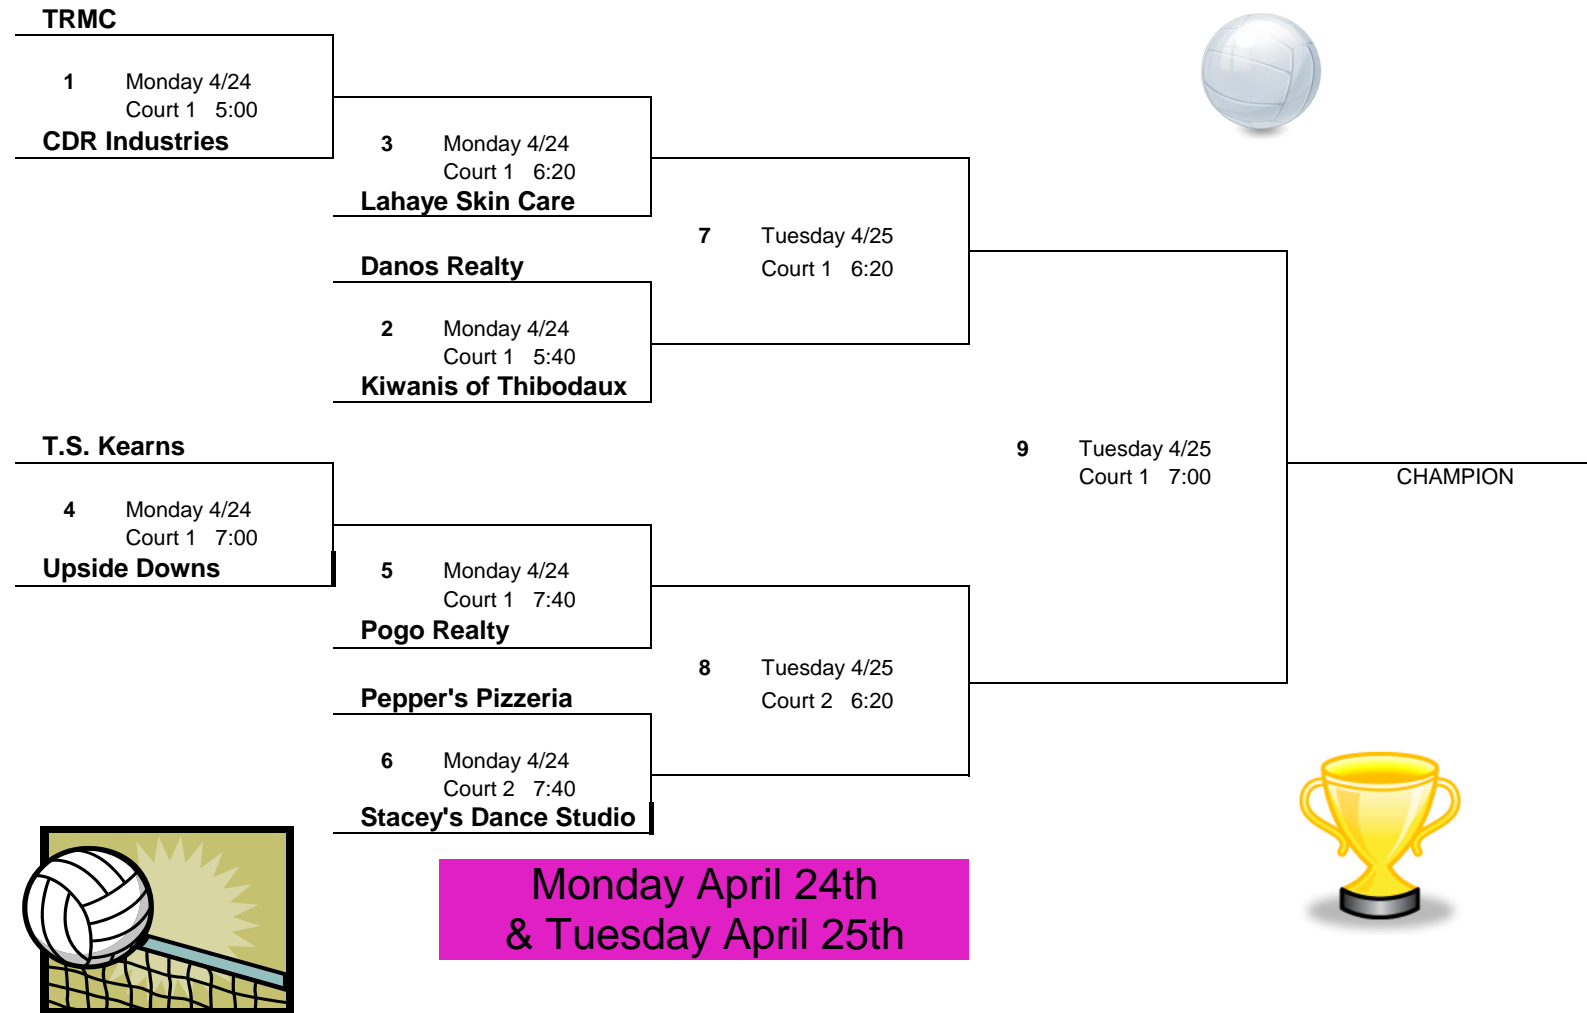 TRMC
1 Monday 4/24
Court 1 5:00
CDR Industries
3 Monday 4/24
Court 1 6:20
Lahaye Skin Care
7 Tuesday 4/25
Court 1 6:20
Danos Realty
2 Monday 4/24
Court 1 5:40
Kiwanis of Thibodaux
T.S. Kearns
9 Tuesday 4/25
Court 1 7:00
CHAMPION
4 Monday 4/24
Court 1 7:00
Upside Downs
5 Monday 4/24
Court 1 7:40
Pogo Realty
8 Tuesday 4/25
Court 2 6:20
Pepper's Pizzeria
6 Monday 4/24
Court 2 7:40
Stacey's Dance Studio
Monday April 24th
& Tuesday April 25th